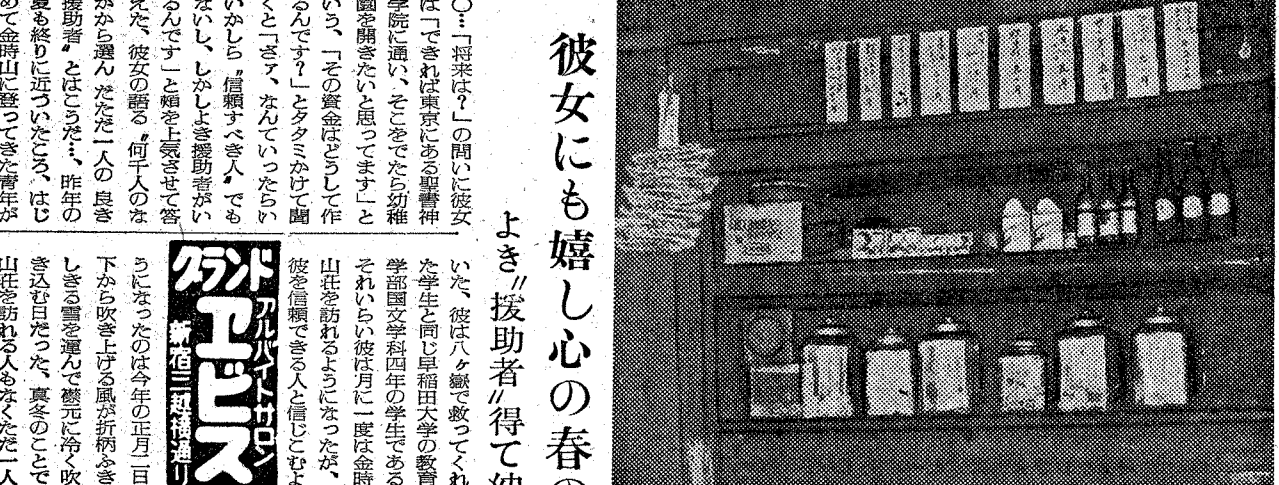 彼女にも嬉し心の春の
よき〝援助者〟得て
〇…「将来は？」の問いに彼女
は「できれば東京にある聖書神
学院に通い、そこをでたら幼稚
園を開きたいと思ってます」と
いう、「その資金はどうして作
るんです？」とタタミかけて聞
くと「さァ、なんていったらい
いかしら〝信頼すべき人〟でも
ないし、しかしよき援助者がい
るんです」と頬を上気させて答
えた、彼女の語る〝何千人のな
かから選んだただ一人の良き
援助者〟とはこうだ…、昨年の
夏も終りに近づいたころ、はじ
めて金時山に登ってきた青年が
いた、彼は八ヶ嶽で救ってくれ
た学生と同じ早稲田大学の教育
学部国文学科四年の学生である
それいらい彼は月に一度は金時
山荘を訪れるようになったが、
彼を信頼できる人と信じこむよ
うになったのは今年の正月二日
下から吹き上げる風が折柄ふき
しきる雪を運んで襟元に冷く吹
き込む日だった、真冬のことで
山荘を訪れる人もなくただ一人
グランド
アルバイトサロン
ヱビス
新宿三越横通り